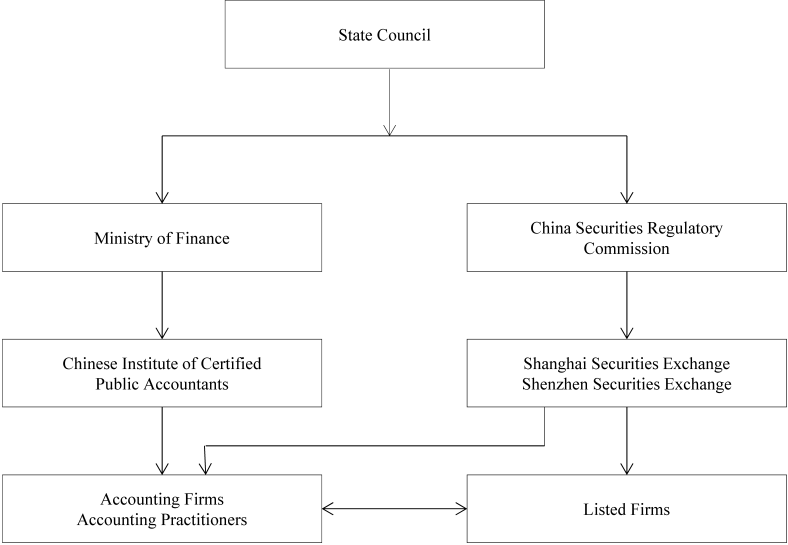 State Council
Ministry of Finance
China Securities Regulatory
Commission
Chinese Institute of Certified
Public Accountants
Shanghai Securities Exchange
Shenzhen Securities Exchange
Accounting Firms
Accounting Practitioners
Listed Firms